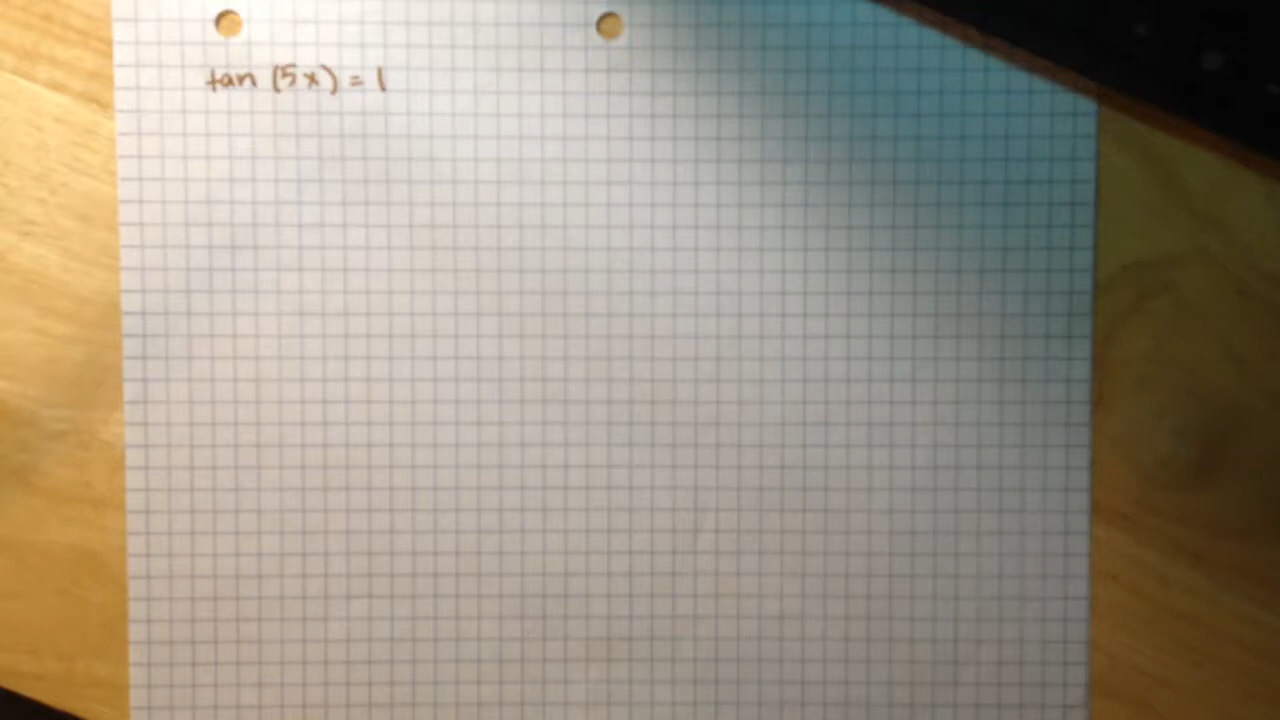 tan (5x) = 1